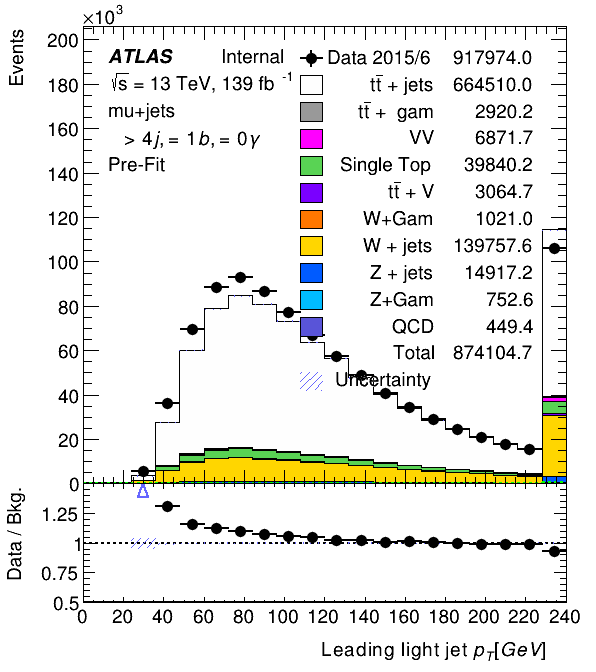 ×10³
Events
200
180
160
140
120
100
80
60
40
20
0
ATLAS Internal
√s = 13 TeV, 139 fb⁻¹
mu+jets
> 4j, = 1b, = 0γ
Pre-Fit
Data 2015/6 917974.0
tt̄ + jets 664510.0
tt̄ + gam 2920.2
VV 6871.7
Single Top 39840.2
tt̄ + V 3064.7
W+Gam 1021.0
W + jets 139757.6
Z + jets 14917.2
Z+Gam 752.6
QCD 449.4
Total 874104.7
Uncertainty
Data / Bkg.
1.25
1
0.75
0.5
0 20 40 60 80 100 120 140 160 180 200 220 240
Leading light jet p_T[GeV]